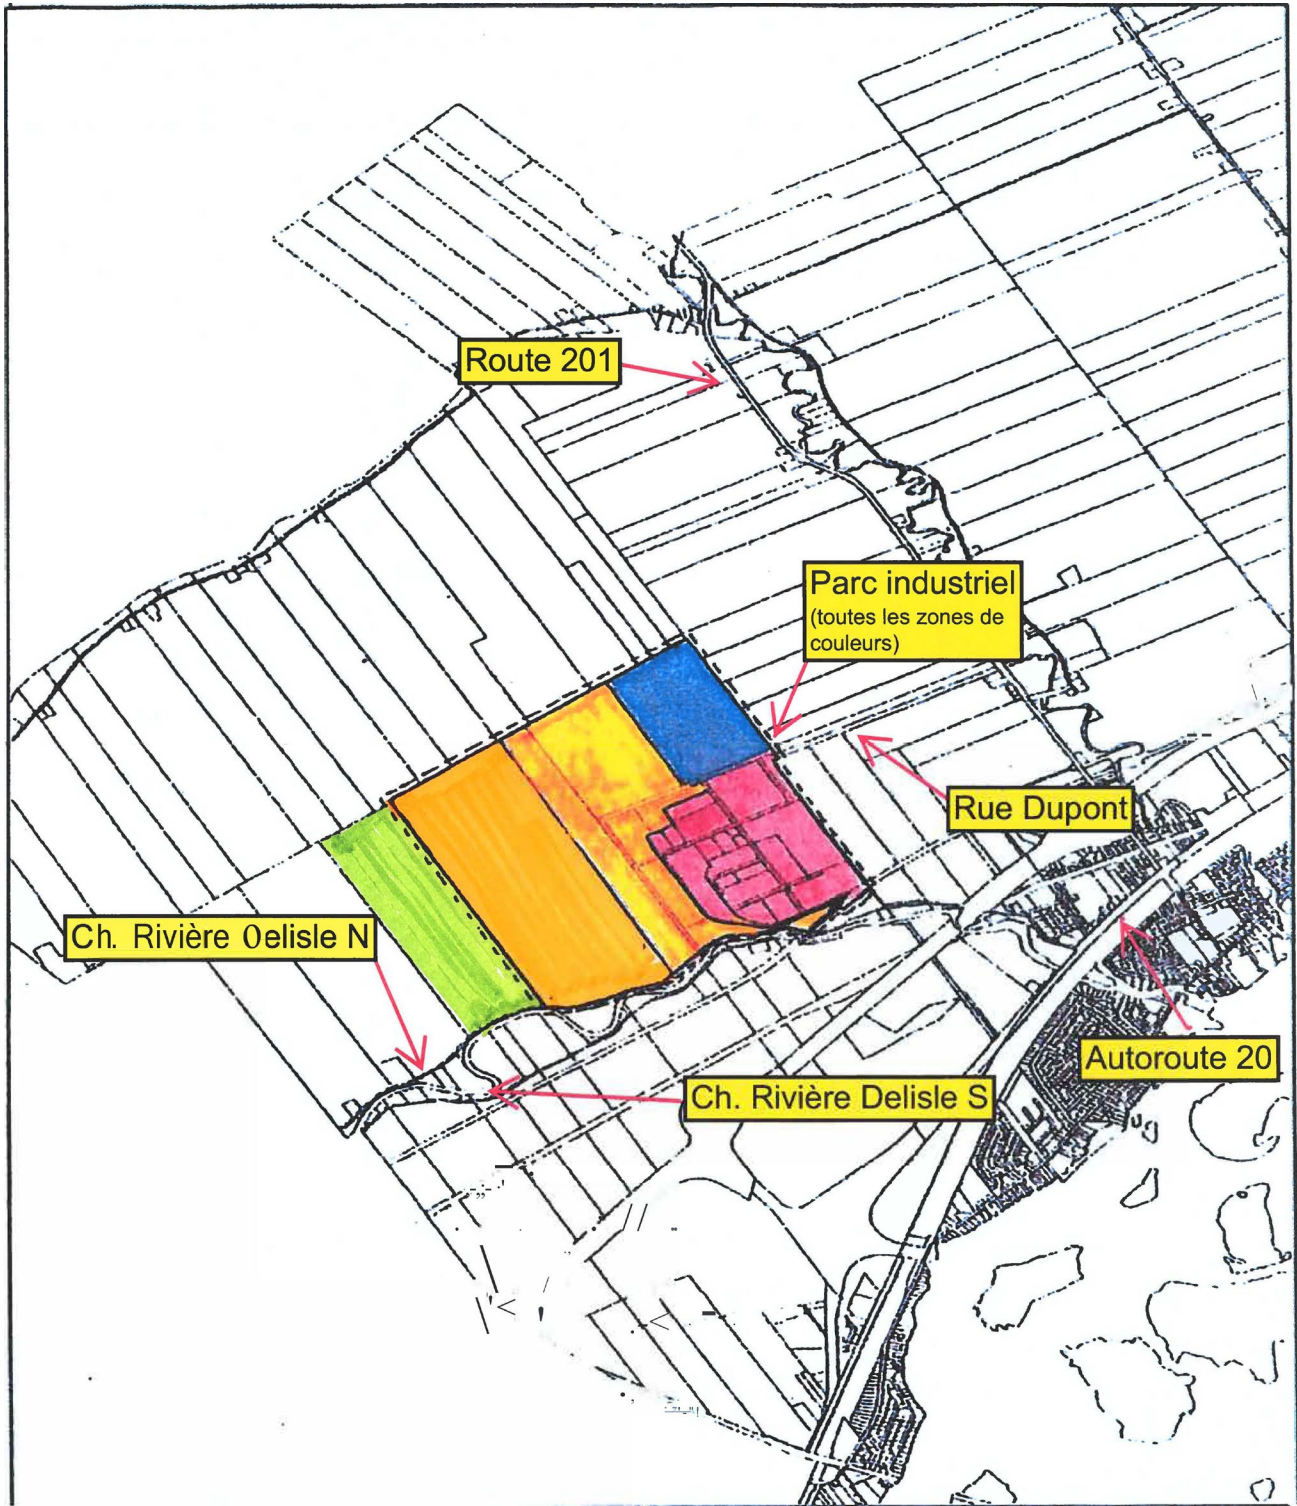 Route 201
Parc industriel
(toutes les zones de
couleurs)
Rue Dupont
Ch. Rivière 0elisle N
Autoroute 20
Ch. Rivière Delisle S